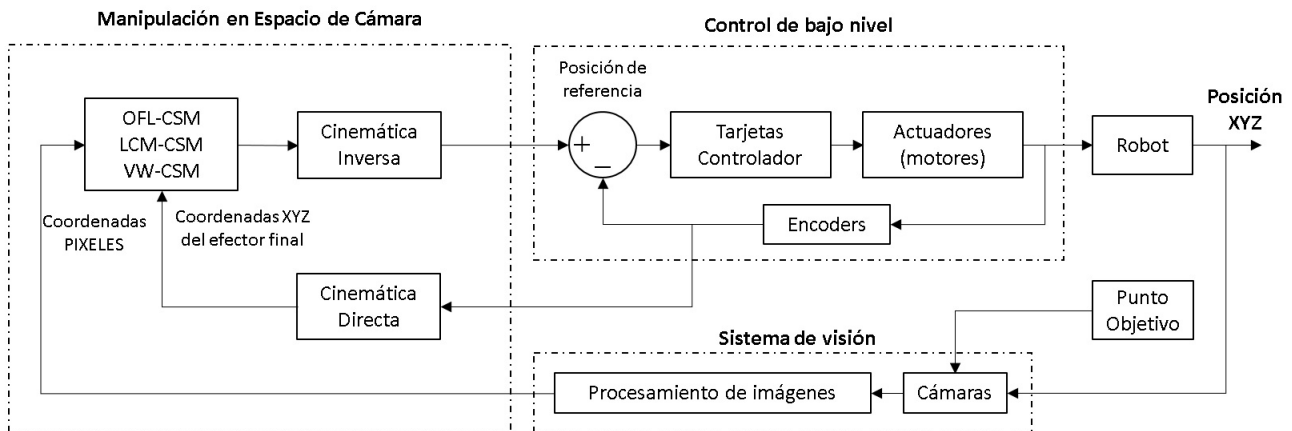 Manipulación en Espacio de Cámara
OFL-CSM
LCM-CSM
VW-CSM
Cinemática
Inversa
Coordenadas
PIXELES
Coordenadas XYZ
del efector final
Cinemática
Directa
Control de bajo nivel
Posición de
referencia
+
−
Tarjetas
Controlador
Actuadores
(motores)
Encoders
Robot
Posición
XYZ
Punto
Objetivo
Sistema de visión
Procesamiento de imágenes
Cámaras